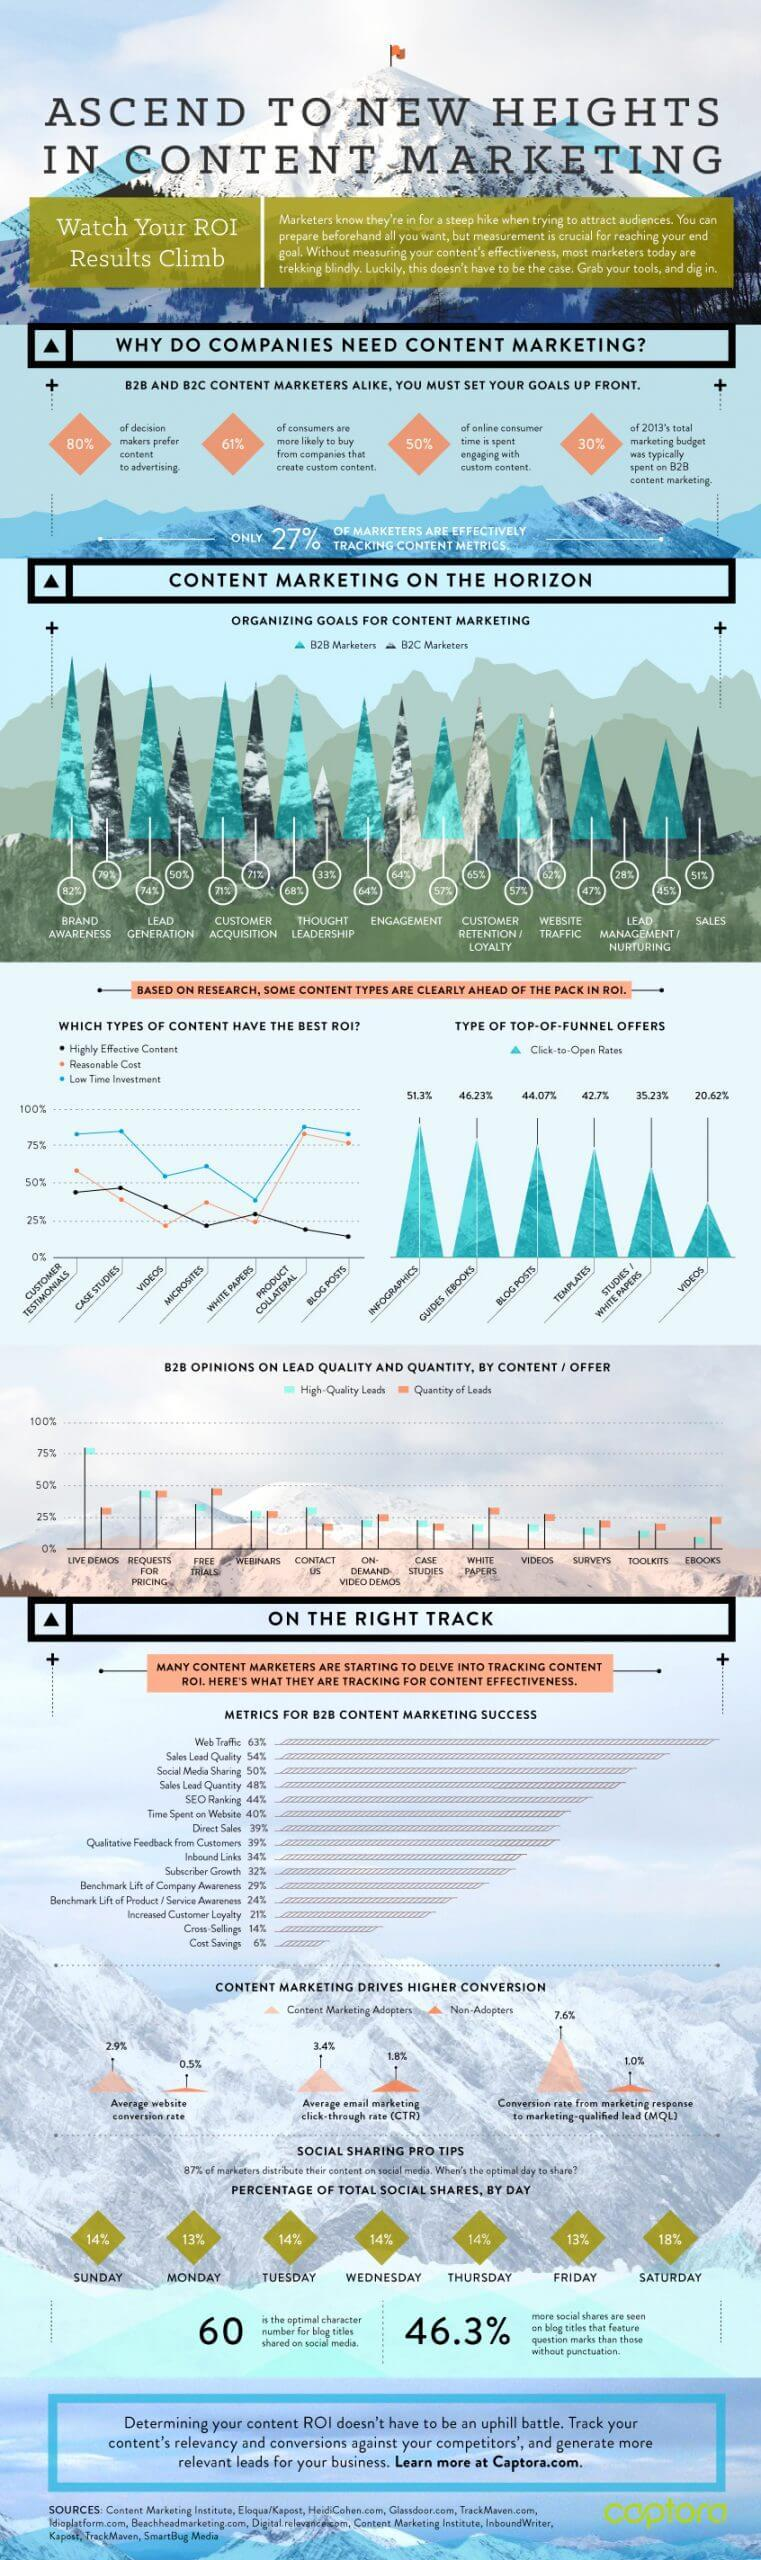 ASCEND TO NEW HEIGHTS
IN CONTENT MARKETING
Watch Your ROI
Results Climb
Marketers know they're in for a steep hike when trying to attract audiences. You can
prepare beforehand all you want, but measurement is crucial for reaching your end
goal. Without measuring your content's effectiveness, most marketers today are
trekking blindly. Luckily, this doesn't have to be the case. Grab your tools, and dig in.
WHY DO COMPANIES NEED CONTENT MARKETING?
B2B AND B2C CONTENT MARKETERS ALIKE, YOU MUST SET YOUR GOALS UP FRONT.
80%
of decision
makers prefer
content
to advertising.
61%
of consumers are
more likely to buy
from companies that
create custom content.
50%
of online consumer
time is spent
engaging with
custom content.
30%
of 2013's total
marketing budget
was typically
spent on B2B
content marketing.
ONLY 27% OF MARKETERS ARE EFFECTIVELY
TRACKING CONTENT METRICS.
CONTENT MARKETING ON THE HORIZON
ORGANIZING GOALS FOR CONTENT MARKETING
B2B Marketers B2C Marketers
82% 79% 74% 50% 71% 71% 68% 33% 64% 64% 57% 65% 57% 62% 47% 28% 45% 51%
BRAND
AWARENESS
LEAD
GENERATION
CUSTOMER
ACQUISITION
THOUGHT
LEADERSHIP
ENGAGEMENT
CUSTOMER
RETENTION /
LOYALTY
WEBSITE
TRAFFIC
LEAD
MANAGEMENT /
NURTURING
SALES
BASED ON RESEARCH, SOME CONTENT TYPES ARE CLEARLY AHEAD OF THE PACK IN ROI.
WHICH TYPES OF CONTENT HAVE THE BEST ROI?
Highly Effective Content
Reasonable Cost
Low Time Investment
100%
75%
50%
25%
0%
CUSTOMER
TESTIMONIALS
CASE STUDIES
VIDEOS
MICROSITES
WHITE PAPERS
PRODUCT
COLLATERAL
BLOG POSTS
TYPE OF TOP-OF-FUNNEL OFFERS
Click-to-Open Rates
51.3% 46.23% 44.07% 42.7% 35.23% 20.62%
INFOGRAPHICS
GUIDES /EBOOKS
BLOG POSTS
TEMPLATES
STUDIES /
WHITE PAPERS
VIDEOS
B2B OPINIONS ON LEAD QUALITY AND QUANTITY, BY CONTENT / OFFER
High-Quality Leads Quantity of Leads
100%
75%
50%
25%
0%
LIVE DEMOS
REQUESTS
FOR
PRICING
FREE
TRIALS
WEBINARS
CONTACT
US
ON-
DEMAND
VIDEO DEMOS
CASE
STUDIES
WHITE
PAPERS
VIDEOS
SURVEYS
TOOLKITS
EBOOKS
ON THE RIGHT TRACK
MANY CONTENT MARKETERS ARE STARTING TO DELVE INTO TRACKING CONTENT
ROI. HERE'S WHAT THEY ARE TRACKING FOR CONTENT EFFECTIVENESS.
METRICS FOR B2B CONTENT MARKETING SUCCESS
Web Traffic 63%
Sales Lead Quality 54%
Social Media Sharing 50%
Sales Lead Quantity 48%
SEO Ranking 44%
Time Spent on Website 40%
Direct Sales 39%
Qualitative Feedback from Customers 39%
Inbound Links 34%
Subscriber Growth 32%
Benchmark Lift of Company Awareness 29%
Benchmark Lift of Product / Service Awareness 24%
Increased Customer Loyalty 21%
Cross-Sellings 14%
Cost Savings 6%
CONTENT MARKETING DRIVES HIGHER CONVERSION
Content Marketing Adopters Non-Adopters
2.9% 0.5%
Average website
conversion rate
3.4% 1.8%
Average email marketing
click-through rate (CTR)
7.6% 1.0%
Conversion rate from marketing response
to marketing-qualified lead (MQL)
SOCIAL SHARING PRO TIPS
87% of marketers distribute their content on social media. When's the optimal day to share?
PERCENTAGE OF TOTAL SOCIAL SHARES, BY DAY
14% 13% 14% 14% 14% 13% 18%
SUNDAY MONDAY TUESDAY WEDNESDAY THURSDAY FRIDAY SATURDAY
60
is the optimal character
number for blog titles
shared on social media.
46.3%
more social shares are seen
on blog titles that feature
question marks than those
without punctuation.
Determining your content ROI doesn't have to be an uphill battle. Track your
content's relevancy and conversions against your competitors', and generate more
relevant leads for your business. Learn more at Captora.com.
SOURCES: Content Marketing Institute, Eloqua/Kapost, HeidiCohen.com, Glassdoor.com, TrackMaven.com,
Idioplatform.com, Beachheadmarketing.com, Digital relevance.com, Content Marketing Institute, InboundWriter,
Kapost, TrackMaven, SmartBug Media
captora